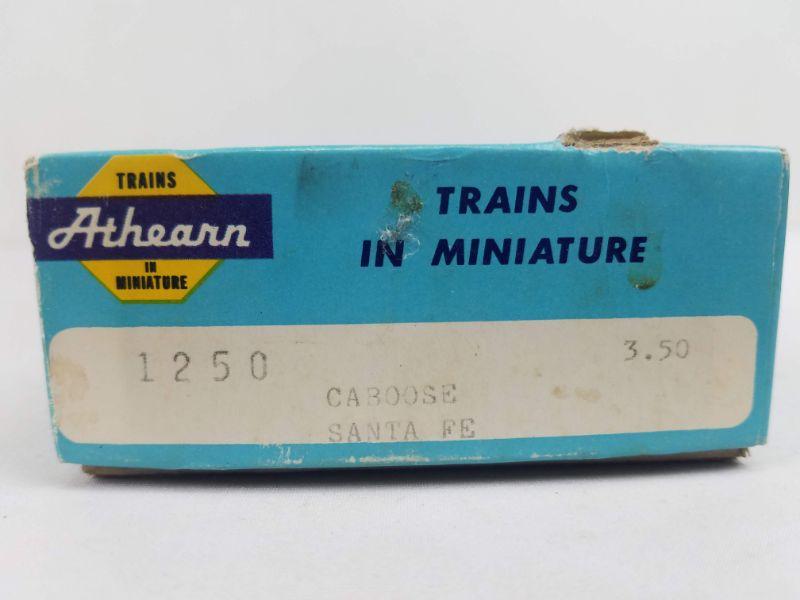 TRAINS
Athearn
IN
MINIATURE
TRAINS
IN MINIATURE
1250
3.50
CABOOSE
SANTA FE